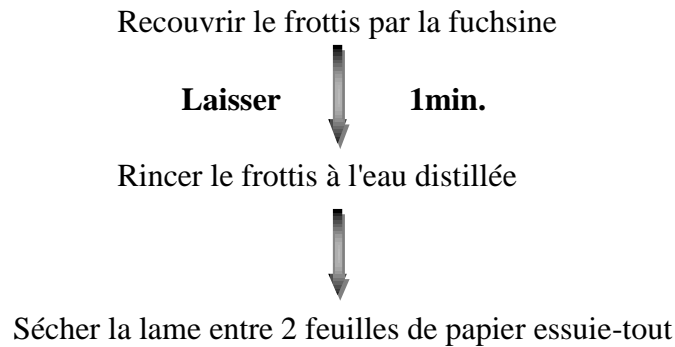 Recouvrir le frottis par la fuchsine
Laisser 1min.
Rincer le frottis à l'eau distillée
Sécher la lame entre 2 feuilles de papier essuie-tout